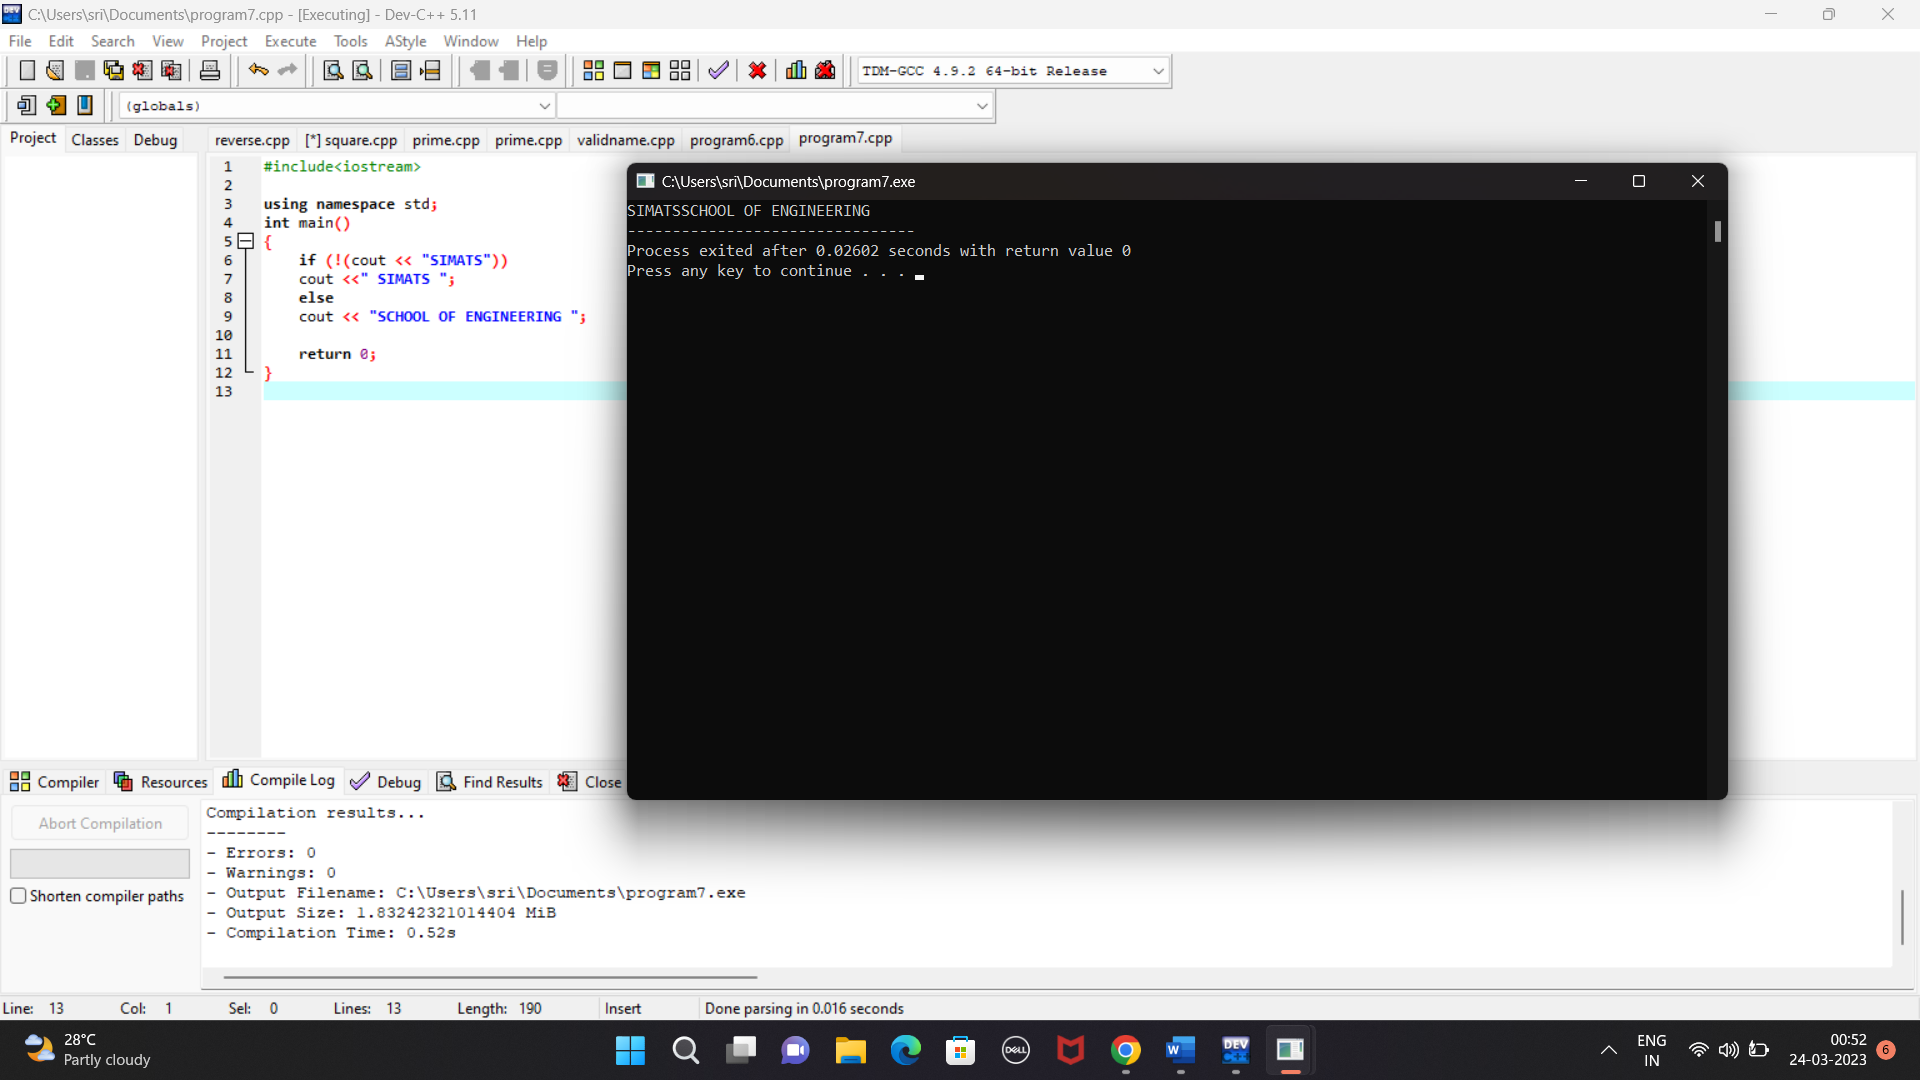 C:\Users\sri\Documents\program7.cpp - [Executing] - Dev-C++ 5.11
File Edit Search View Project Execute Tools AStyle Window Help
TDM-GCC 4.9.2 64-bit Release
(globals)
Project Classes Debug reverse.cpp [*] square.cpp prime.cpp prime.cpp validname.cpp program6.cpp program7.cpp
1 #include<iostream>
2
3 using namespace std;
4 int main()
5 {
6 if (!(cout << "SIMATS"))
7 cout <<" SIMATS ";
8 else
9 cout << "SCHOOL OF ENGINEERING ";
10
11 return 0;
12 }
13
C:\Users\sri\Documents\program7.exe
SIMATSSCHOOL OF ENGINEERING
--------------------------------
Process exited after 0.02602 seconds with return value 0
Press any key to continue . . .
Compiler Resources Compile Log Debug Find Results Close
Abort Compilation
Shorten compiler paths
Compilation results...
--------
- Errors: 0
- Warnings: 0
- Output Filename: C:\Users\sri\Documents\program7.exe
- Output Size: 1.83242321014404 MiB
- Compilation Time: 0.52s
Line: 13 Col: 1 Sel: 0 Lines: 13 Length: 190 Insert Done parsing in 0.016 seconds
28°C
Partly cloudy
DELL
W
DEV
C++
ENG
IN
00:52
24-03-2023
6